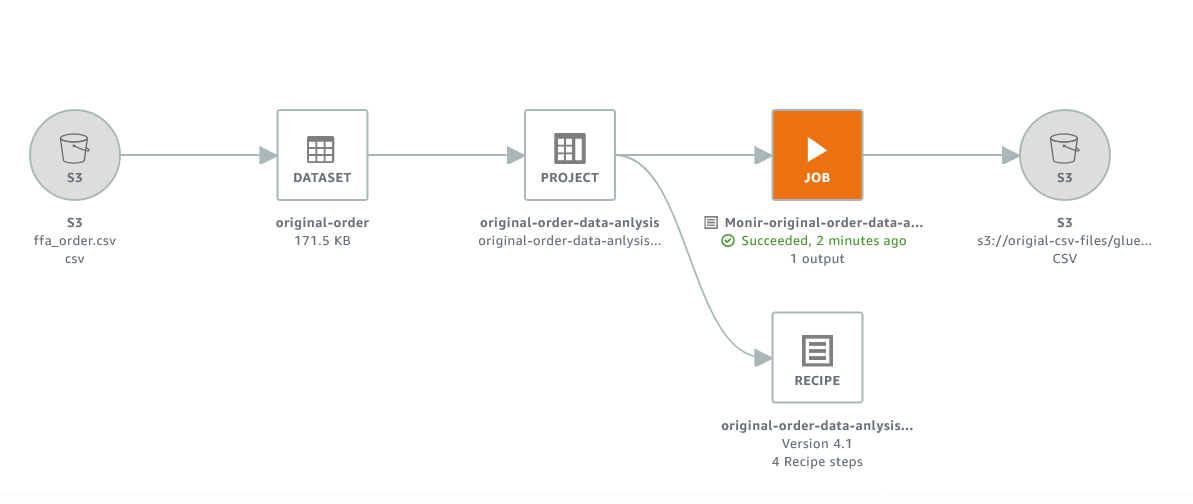 S3
S3
ffa_order.csv
csv
DATASET
original-order
171.5 KB
PROJECT
original-order-data-anlysis
original-order-data-anlysis...
JOB
Monir-original-order-data-a...
Succeeded, 2 minutes ago
1 output
S3
S3
s3://origial-csv-files/glue...
CSV
RECIPE
original-order-data-anlysis...
Version 4.1
4 Recipe steps